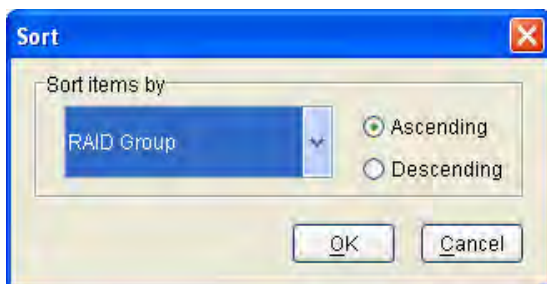 Sort
Sort items by
RAID Group
Ascending
Descending
OK
Cancel